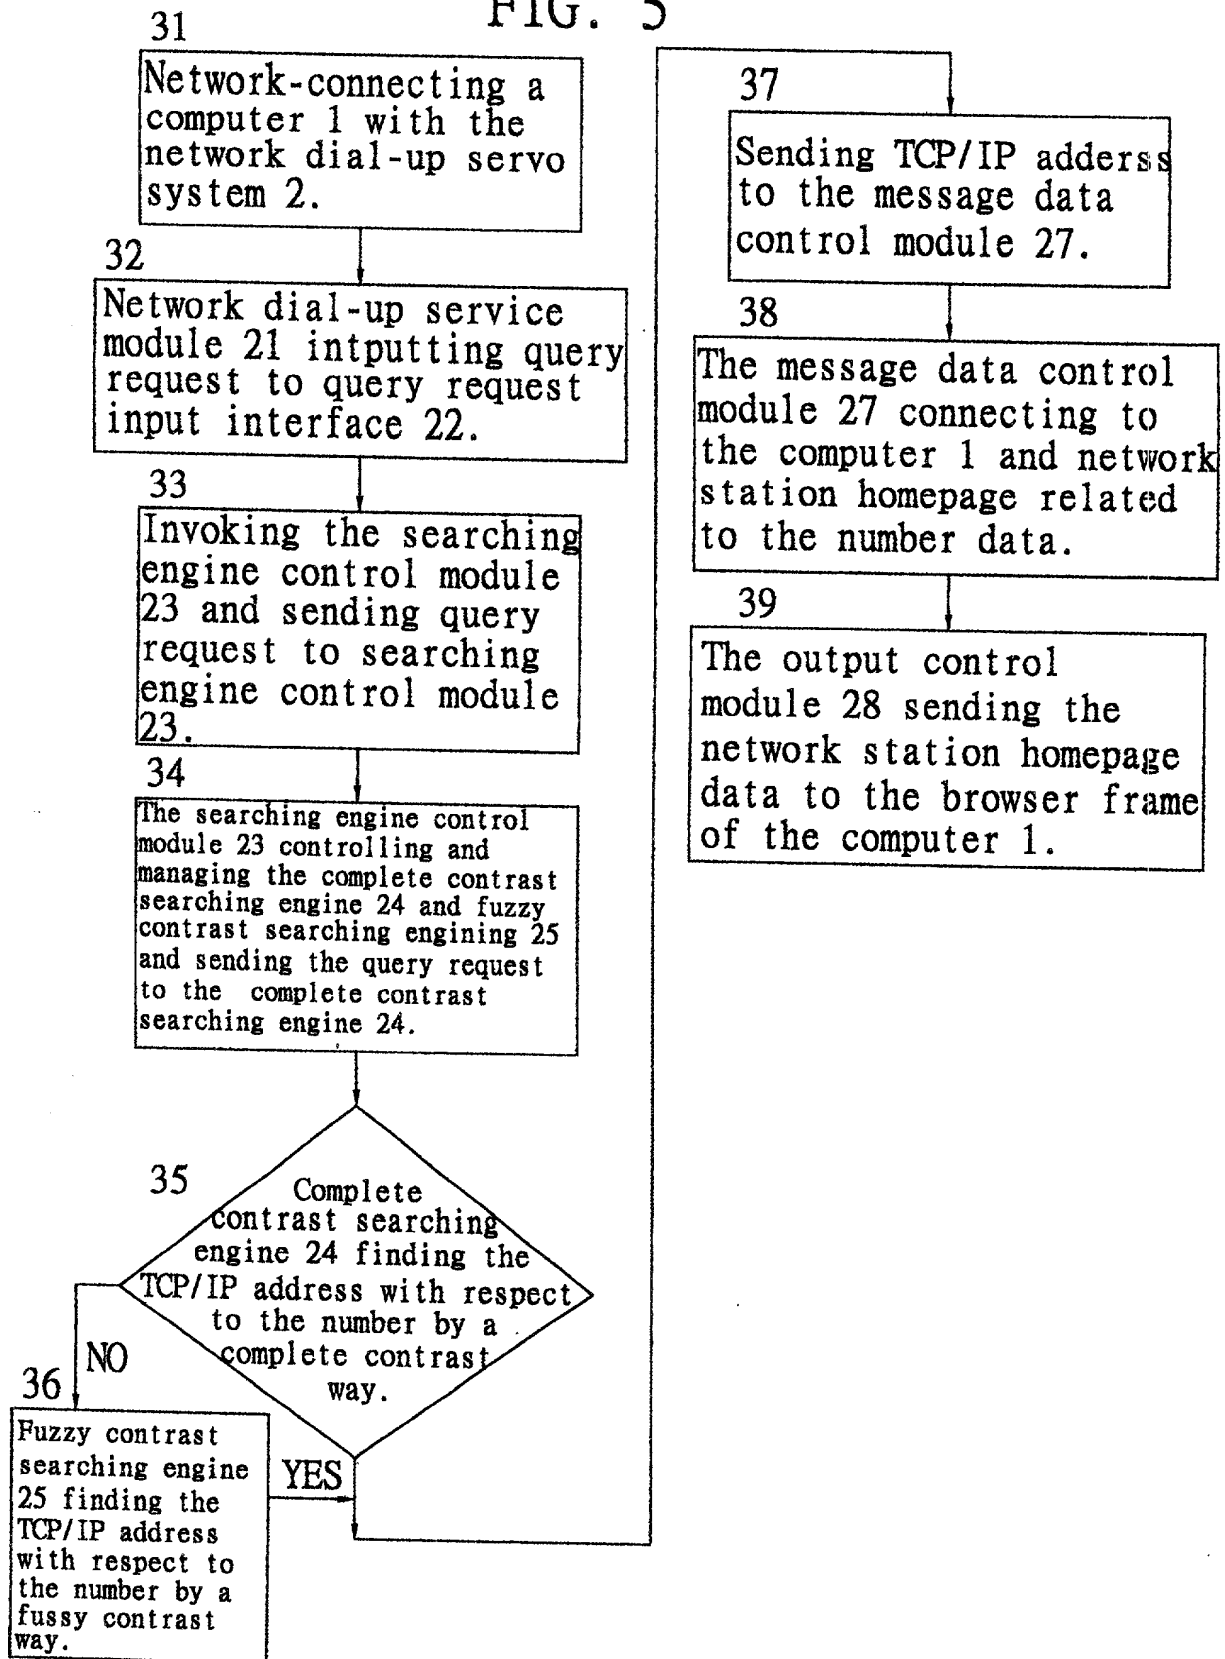 FIG. 5
31
Network-connecting a
computer 1 with the
network dial-up servo
system 2.
32
Network dial-up service
module 21 intputting query
request to query request
input interface 22.
33
Invoking the searching
engine control module
23 and sending query
request to searching
engine control module
23.
34
The searching engine control
module 23 controlling and
managing the complete contrast
searching engine 24 and fuzzy
contrast searching engining 25
and sending the query request
to the complete contrast
searching engine 24.
35
Complete
contrast searching
engine 24 finding the
TCP/IP address with respect
to the number by a
complete contrast
way.
NO
36
Fuzzy contrast
searching engine
25 finding the
TCP/IP address
with respect to
the number by a
fussy contrast
way.
YES
37
Sending TCP/IP adderss
to the message data
control module 27.
38
The message data control
module 27 connecting to
the computer 1 and network
station homepage related
to the number data.
39
The output control
module 28 sending the
network station homepage
data to the browser frame
of the computer 1.